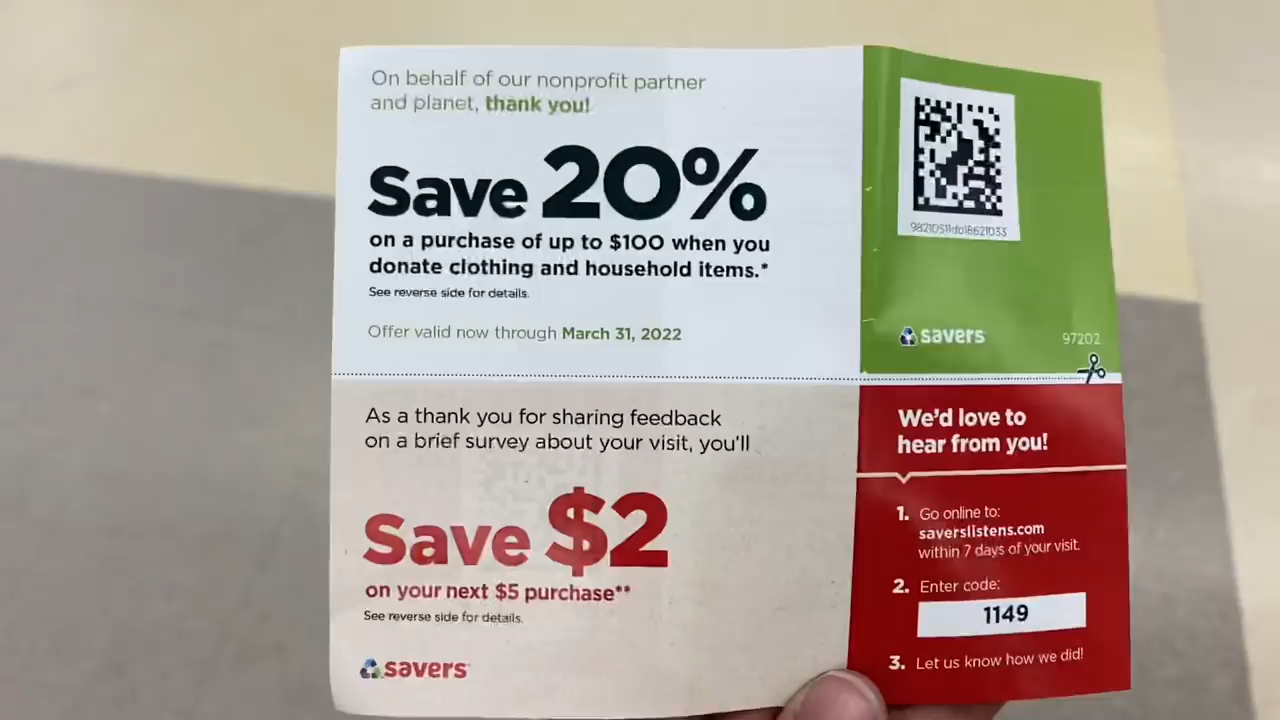 On behalf of our nonprofit partner
and planet, thank you!
Save 20%
on a purchase of up to $100 when you
donate clothing and household items.*
See reverse side for details.
Offer valid now through March 31, 2022
savers
97202
As a thank you for sharing feedback
on a brief survey about your visit, you'll
Save $2
on your next $5 purchase**
See reverse side for details.
savers
We'd love to
hear from you!
1. Go online to:
saverslistens.com
within 7 days of your visit.
2. Enter code:
1149
3. Let us know how we did!